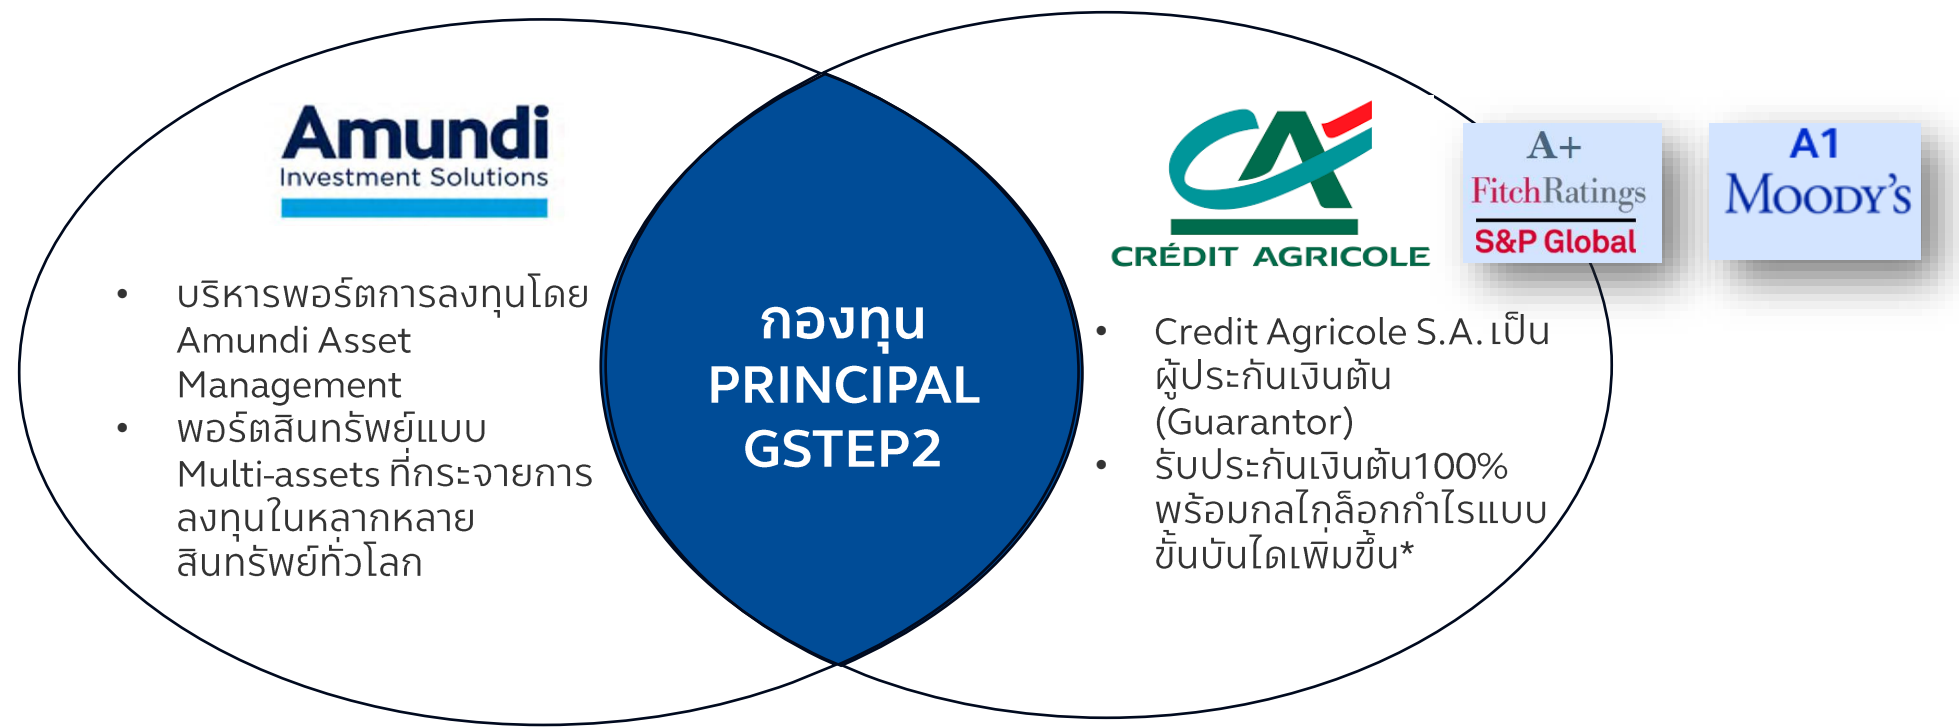 Amundi
Investment Solutions
บริหารพอร์ตการลงทุนโดย
Amundi Asset
Management
พอร์ตสินทรัพย์แบบ
Multi-assets ที่กระจายการ
ลงทุนในหลากหลาย
สินทรัพย์ทั่วโลก
กองทุน
PRINCIPAL
GSTEP2
CA
CRÉDIT AGRICOLE
Credit Agricole S.A. เป็น
ผู้ประกันเงินต้น
(Guarantor)
รับประกันเงินต้น100%
พร้อมกลไกล็อกกำไรแบบ
ขั้นบันไดเพิ่มขึ้น*
A+
FitchRatings
S&P Global
A1
MOODY'S